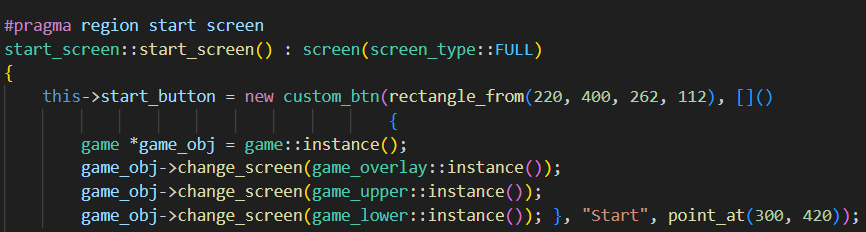 #pragma region start screen
start_screen::start_screen() : screen(screen_type::FULL)
{
this->start_button = new custom_btn(rectangle_from(220, 400, 262, 112), []()
{
game *game_obj = game::instance();
game_obj->change_screen(game_overlay::instance());
game_obj->change_screen(game_upper::instance());
game_obj->change_screen(game_lower::instance()); }, "Start", point_at(300, 420));